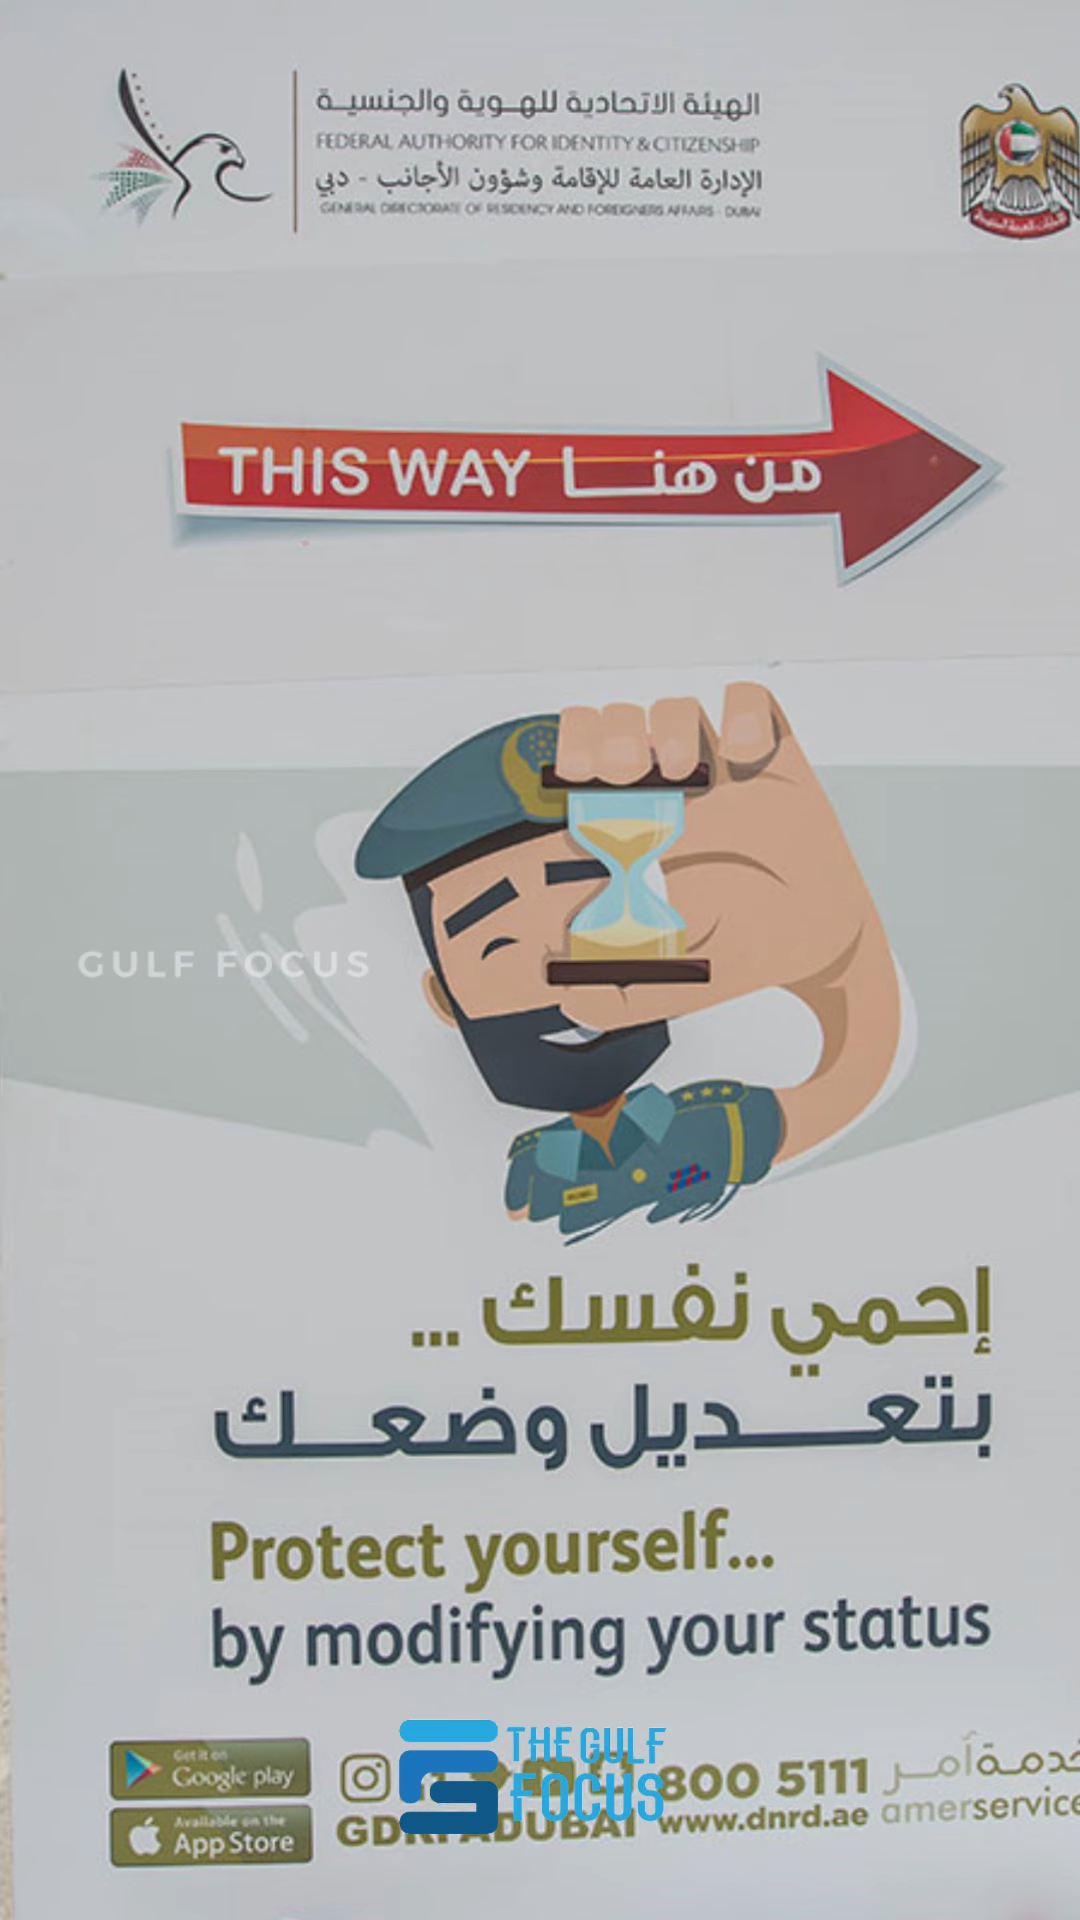 الهيئة الاتحادية للهوية والجنسية
FEDERAL AUTHORITY FOR IDENTITY & CITIZENSHIP
الإدارة العامة للإقامة وشؤون الأجانب - دبي
GENERAL DIRECTORATE OF RESIDENCY AND FOREIGNERS AFFAIRS - DUBAI
THIS WAY من هنا
GULF FOCUS
إحمي نفسك ...
بتعديل وضعك
Protect yourself...
by modifying your status
Get it on
Google play
Available on the
App Store
THE GULF
FOCUS
GDRFADUBAI
800 5111
www.dnrd.ae
خدمة آمر
amerservice